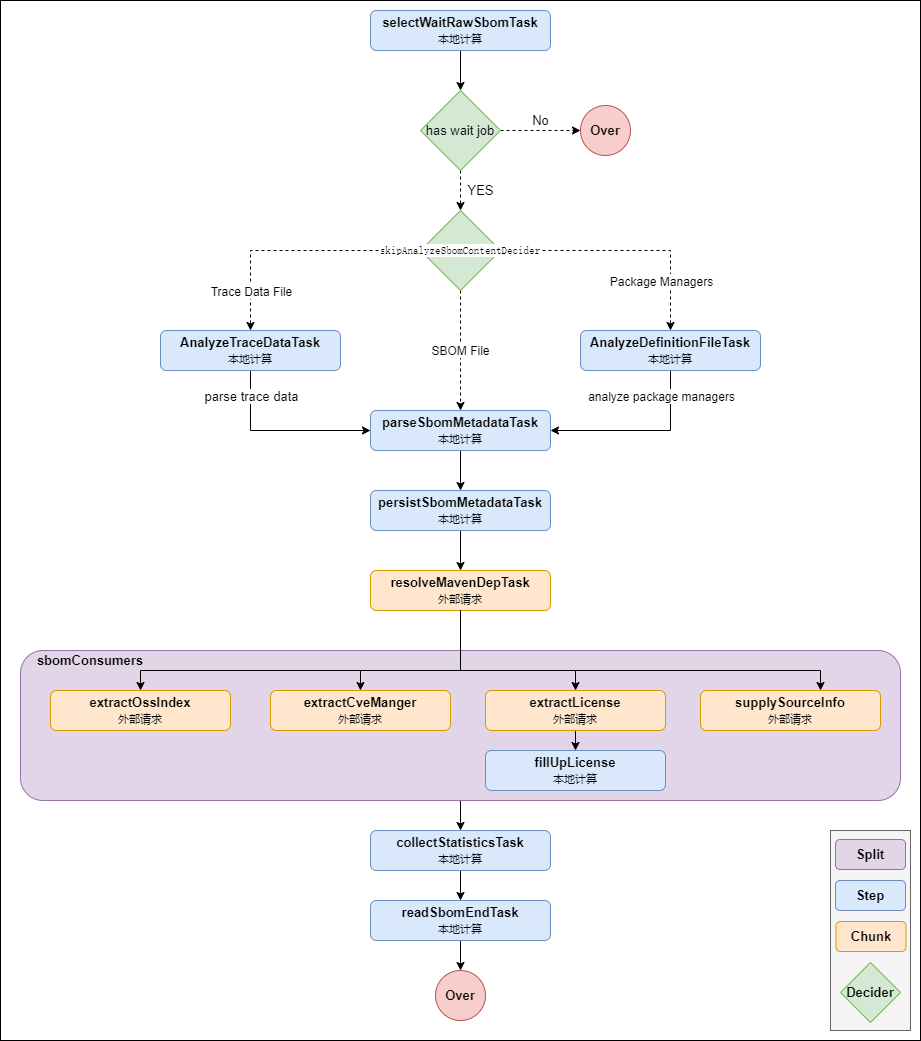 selectWaitRawSbomTask
本地计算
has wait job
No
Over
YES
skipAnalyzeSbomContentDecider
Trace Data File
Package Managers
AnalyzeTraceDataTask
本地计算
SBOM File
AnalyzeDefinitionFileTask
本地计算
parse trace data
analyze package managers
parseSbomMetadataTask
本地计算
persistSbomMetadataTask
本地计算
resolveMavenDepTask
外部请求
sbomConsumers
extractOssIndex
外部请求
extractCveManger
外部请求
extractLicense
外部请求
supplySourceInfo
外部请求
fillUpLicense
本地计算
collectStatisticsTask
本地计算
readSbomEndTask
本地计算
Over
Split
Step
Chunk
Decider